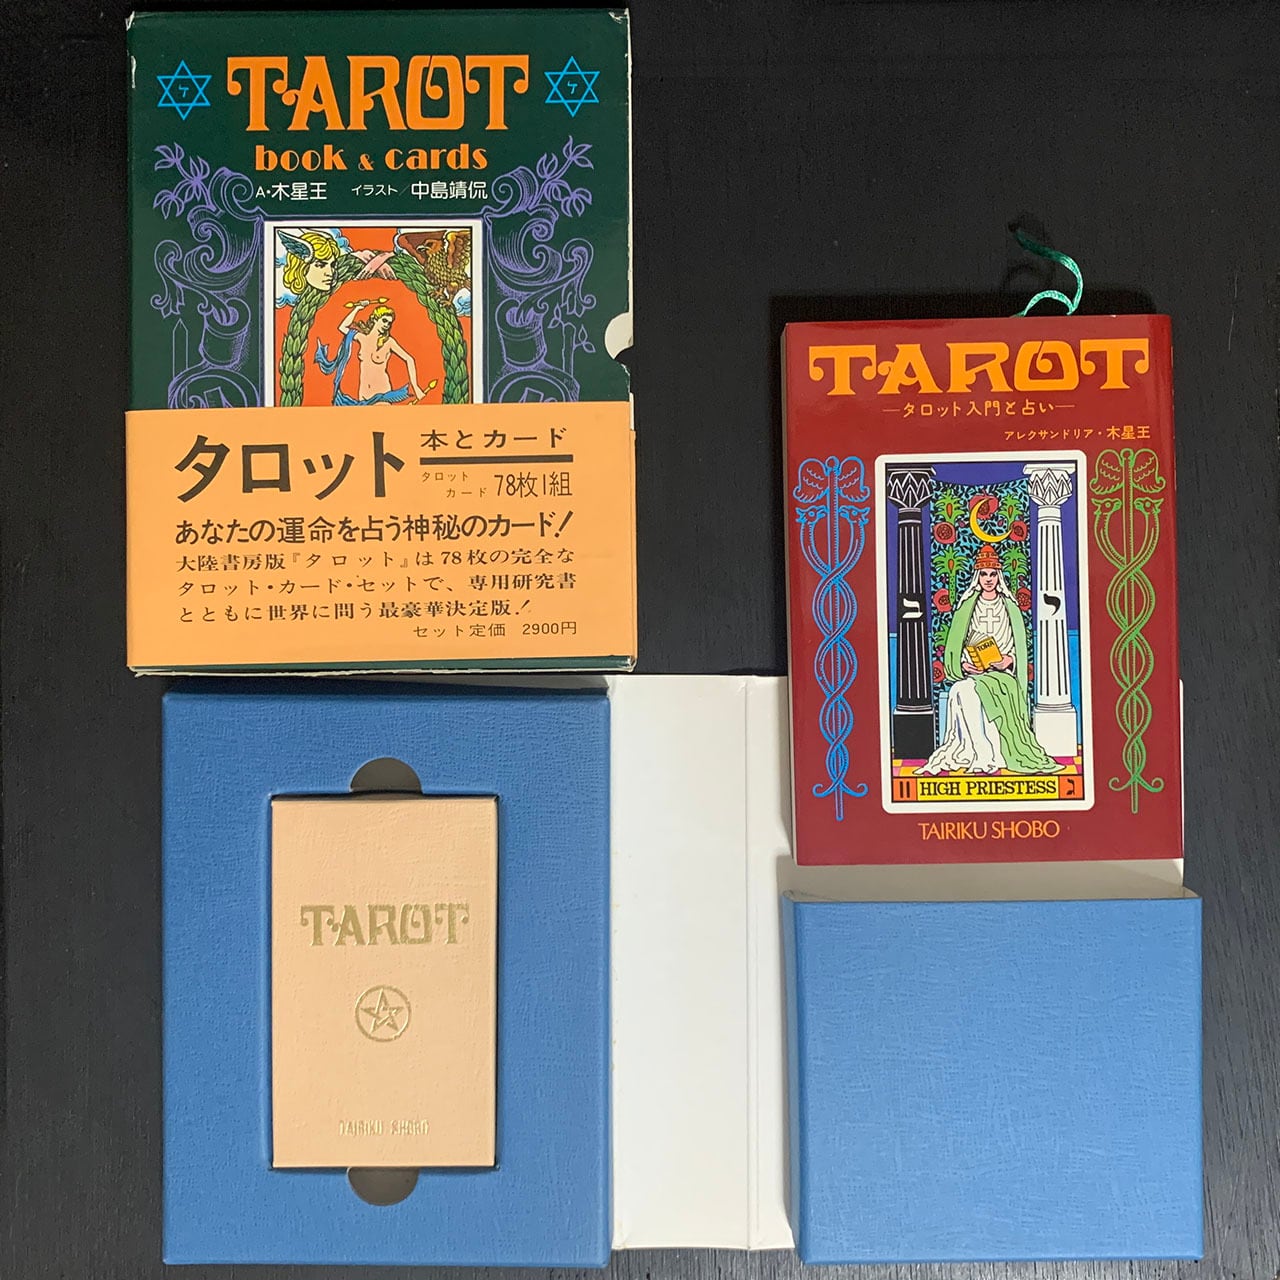 TAROT
book & cards
A・木星王 イラスト/中島靖侃
タロット
本とカード
タロット
カード
78枚1組
あなたの運命を占う神秘のカード!
大陸書房版『タロット』は78枚の完全な
タロット・カード・セットで、専用研究書
とともに世界に問う最豪華決定版!
セット定価 2900円
TAROT
—タロット入門と占い—
アレクサンドリア・木星王
ב
י
TORA
II HIGH PRIESTESS ג
TAIRIKU SHOBO
TAROT
TAIRIKU SHOBO